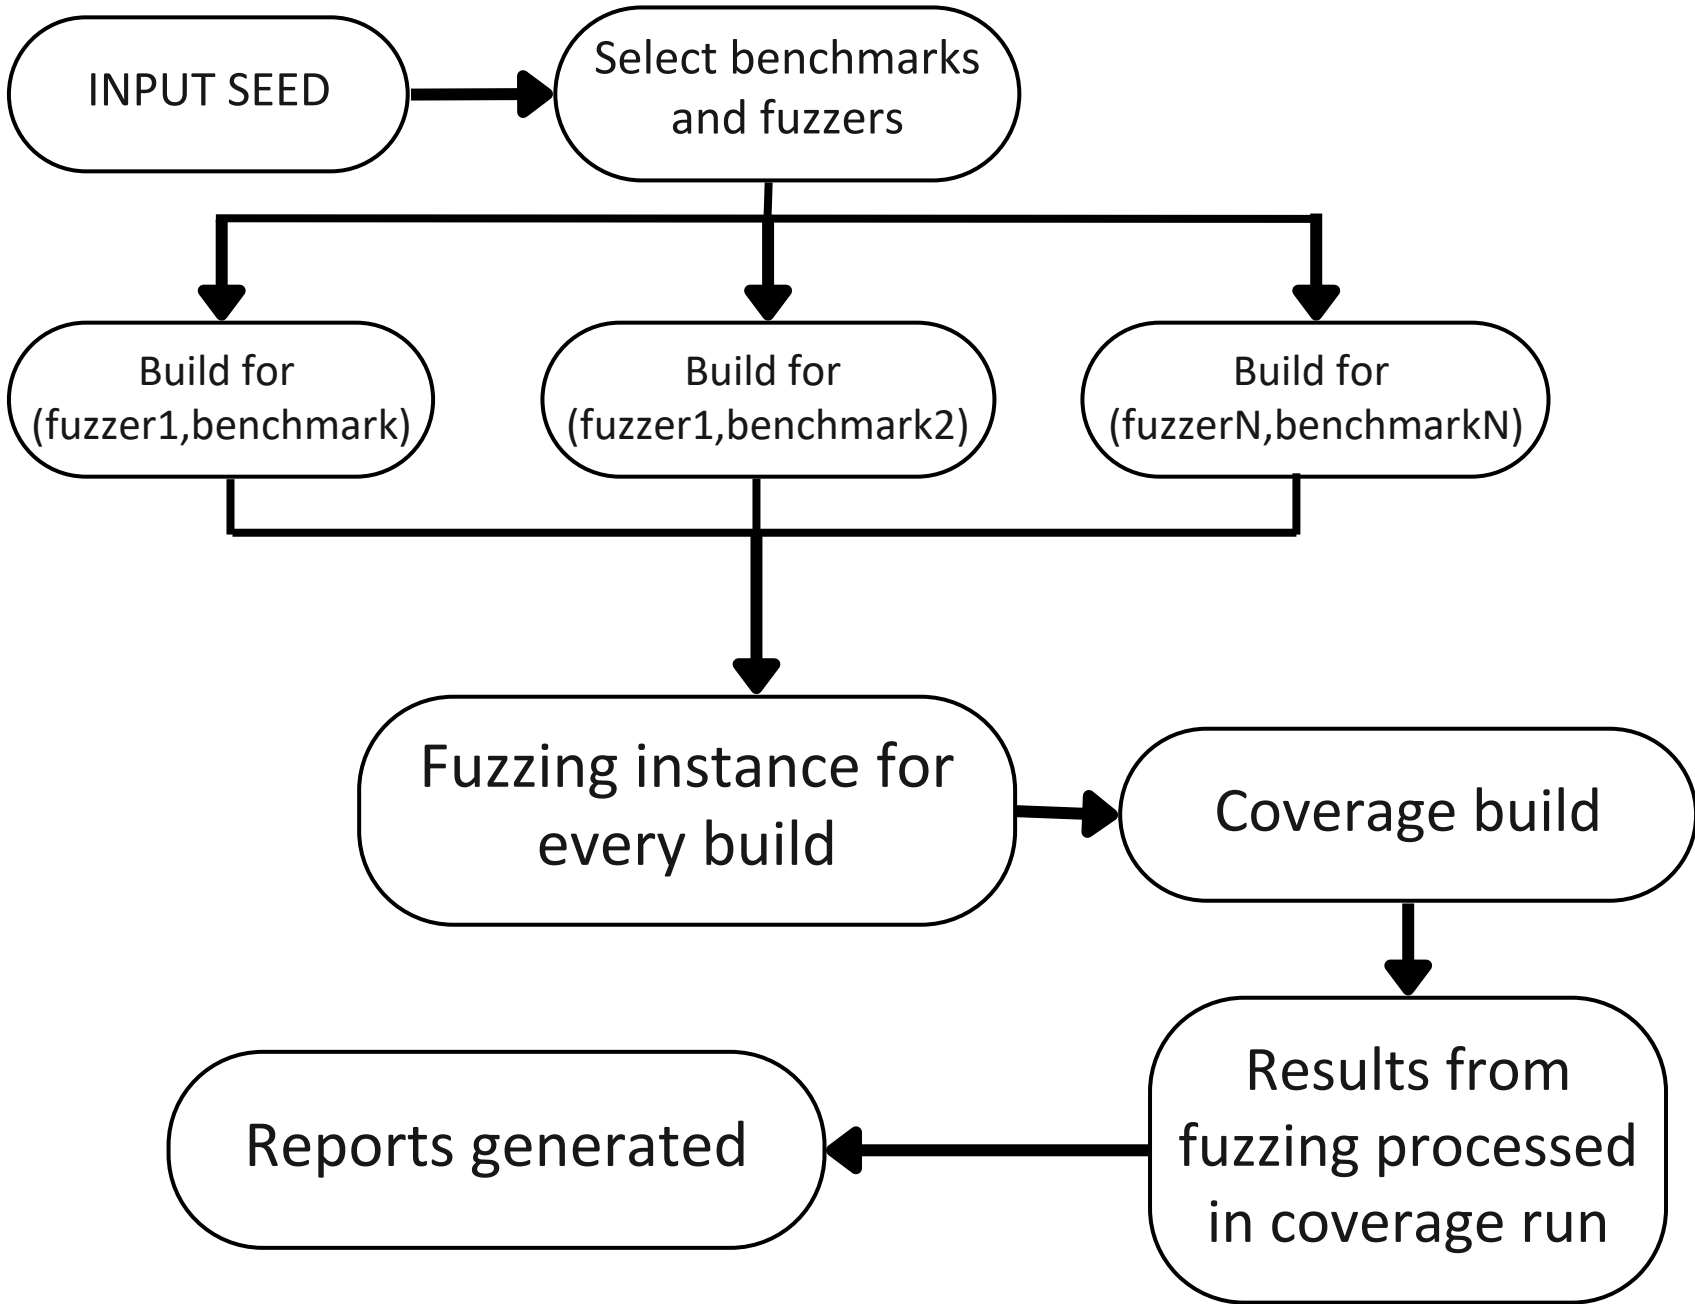 INPUT SEED
Select benchmarks
and fuzzers
Build for
(fuzzer1,benchmark)
Build for
(fuzzer1,benchmark2)
Build for
(fuzzerN,benchmarkN)
Fuzzing instance for
every build
Coverage build
Results from
fuzzing processed
in coverage run
Reports generated